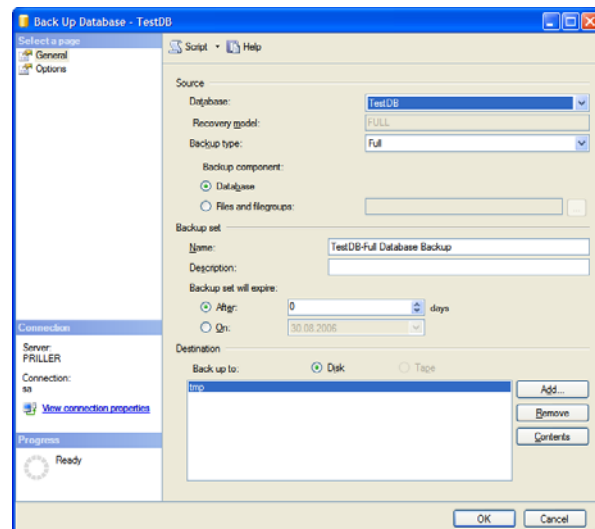 Back Up Database - TestDB
Select a page
General
Options
Script Help
Source
Database: TestDB
Recovery model: FULL
Backup type: Full
Backup component:
Database
Files and filegroups: ...
Backup set
Name: TestDB-Full Database Backup
Description:
Backup set will expire:
After: 0 days
On: 30.08.2006
Destination
Back up to: Disk Tape
tmp
Add...
Remove
Contents
Connection
Server:
PRILLER
Connection:
sa
View connection properties
Progress
Ready
OK Cancel